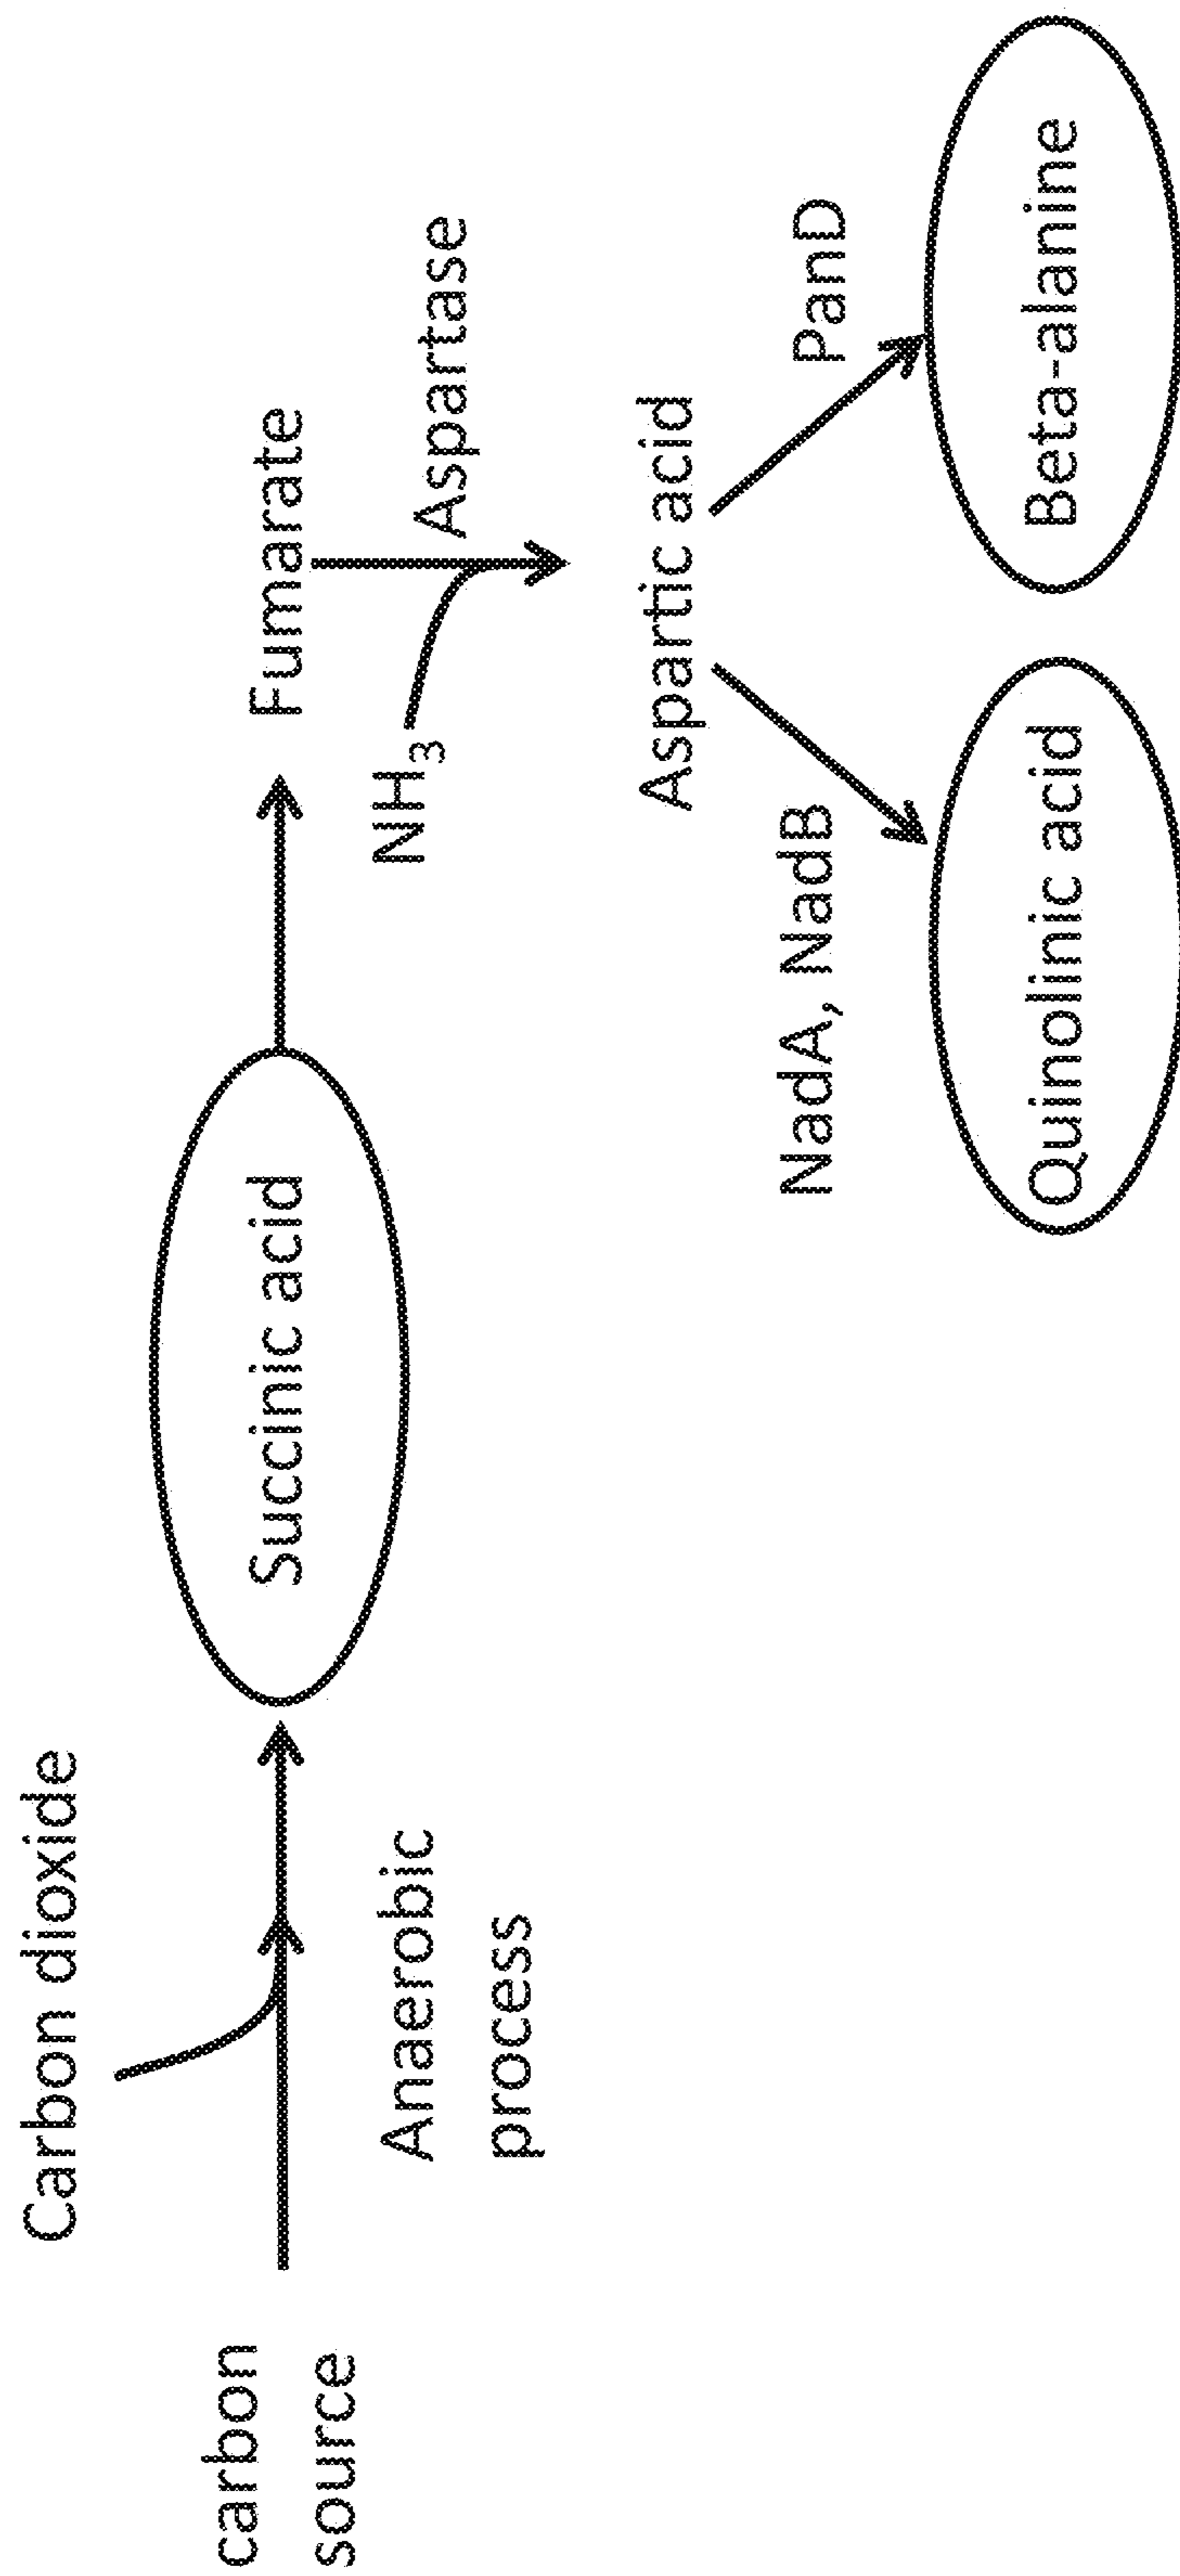 Carbon dioxide
carbon
source
Anaerobic
process
Succinic acid
Fumarate
NH3
Aspartase
Aspartic acid
NadA, NadB
PanD
Quinolinic acid
Beta-alanine